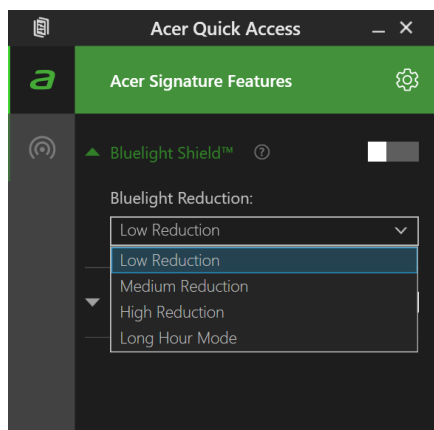 Acer Quick Access
a
Acer Signature Features
Bluelight Shield™ ?
Bluelight Reduction:
Low Reduction
Low Reduction
Medium Reduction
High Reduction
Long Hour Mode